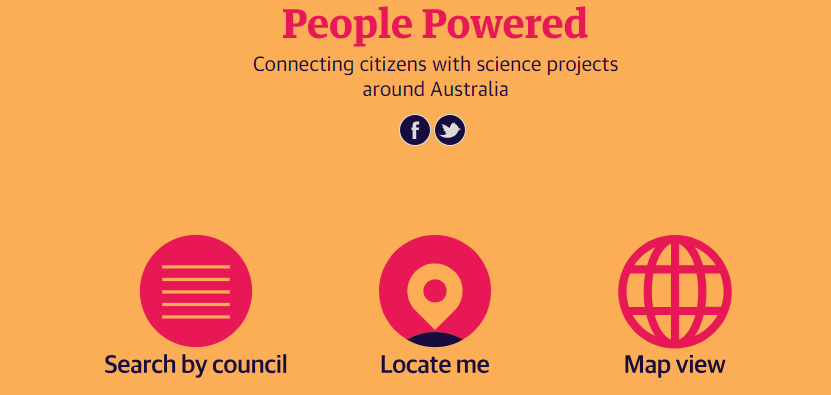 People Powered
Connecting citizens with science projects
around Australia
Search by council
Locate me
Map view